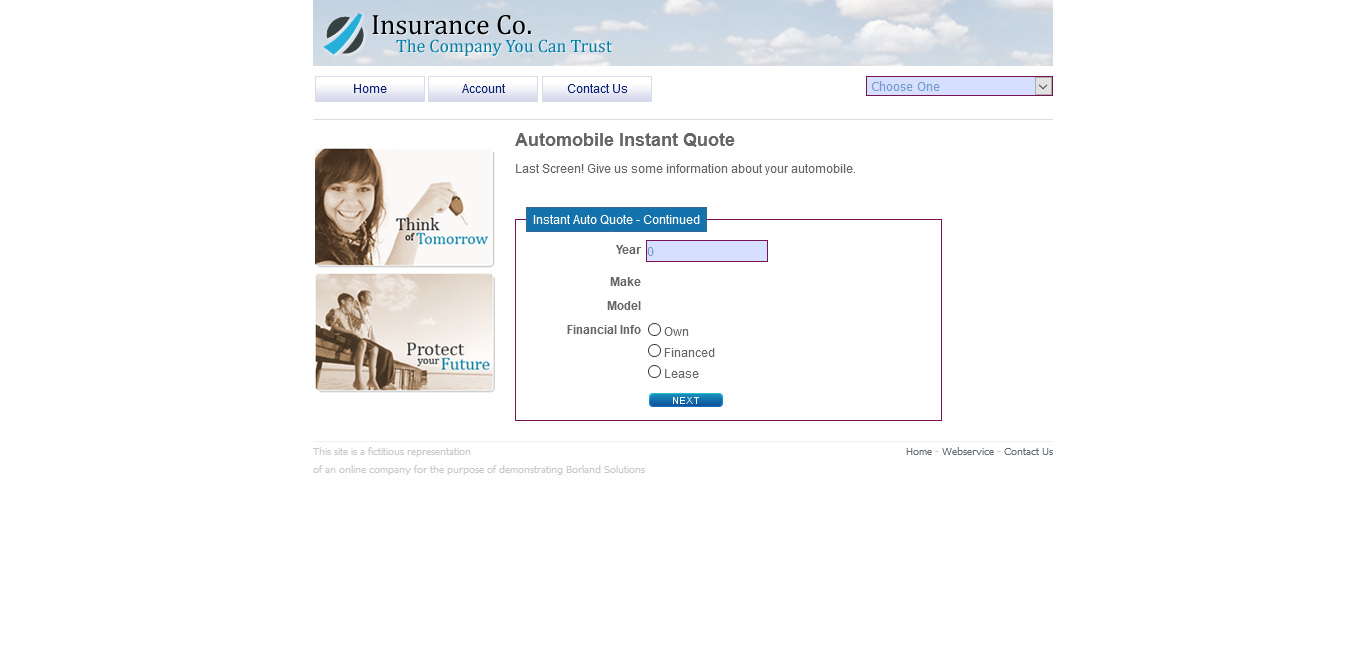 Insurance Co.
The Company You Can Trust
Home
Account
Contact Us
Choose One
Automobile Instant Quote
Last Screen! Give us some information about your automobile.
Think
of Tomorrow
Protect
your Future
Instant Auto Quote - Continued
Year 0
Make
Model
Financial Info Own
Financed
Lease
NEXT
This site is a fictitious representation
of an online company for the purpose of demonstrating Borland Solutions
Home - Webservice - Contact Us